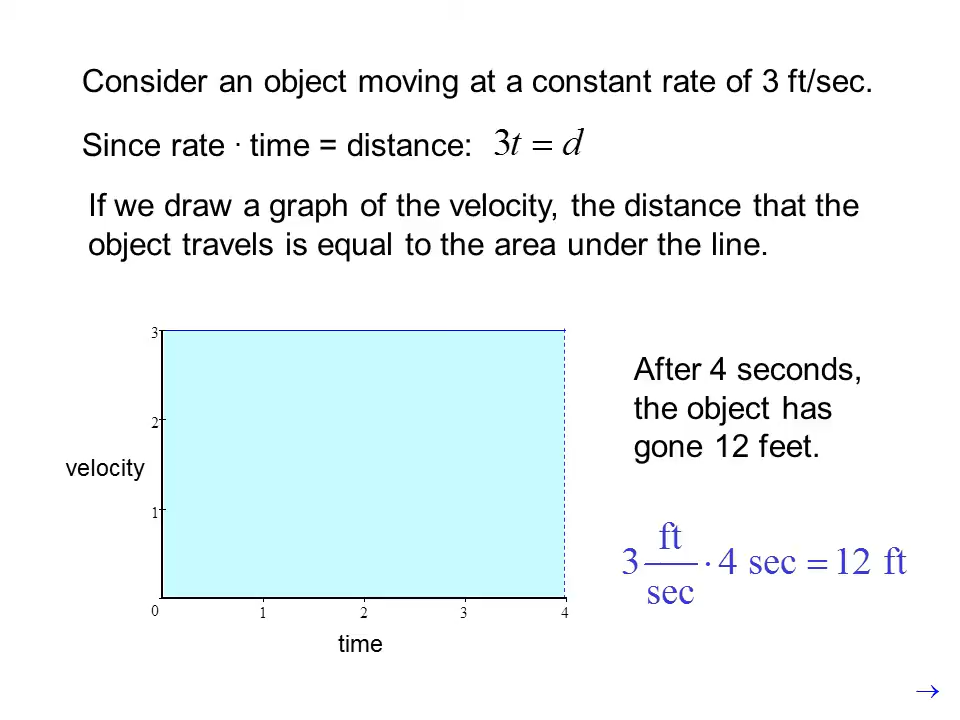 Consider an object moving at a constant rate of 3 ft/sec.
Since rate · time = distance: 3t = d
If we draw a graph of the velocity, the distance that the
object travels is equal to the area under the line.
3
2
velocity
1
0 1 2 3 4
time
After 4 seconds,
the object has
gone 12 feet.
3 ft/sec · 4 sec = 12 ft
→